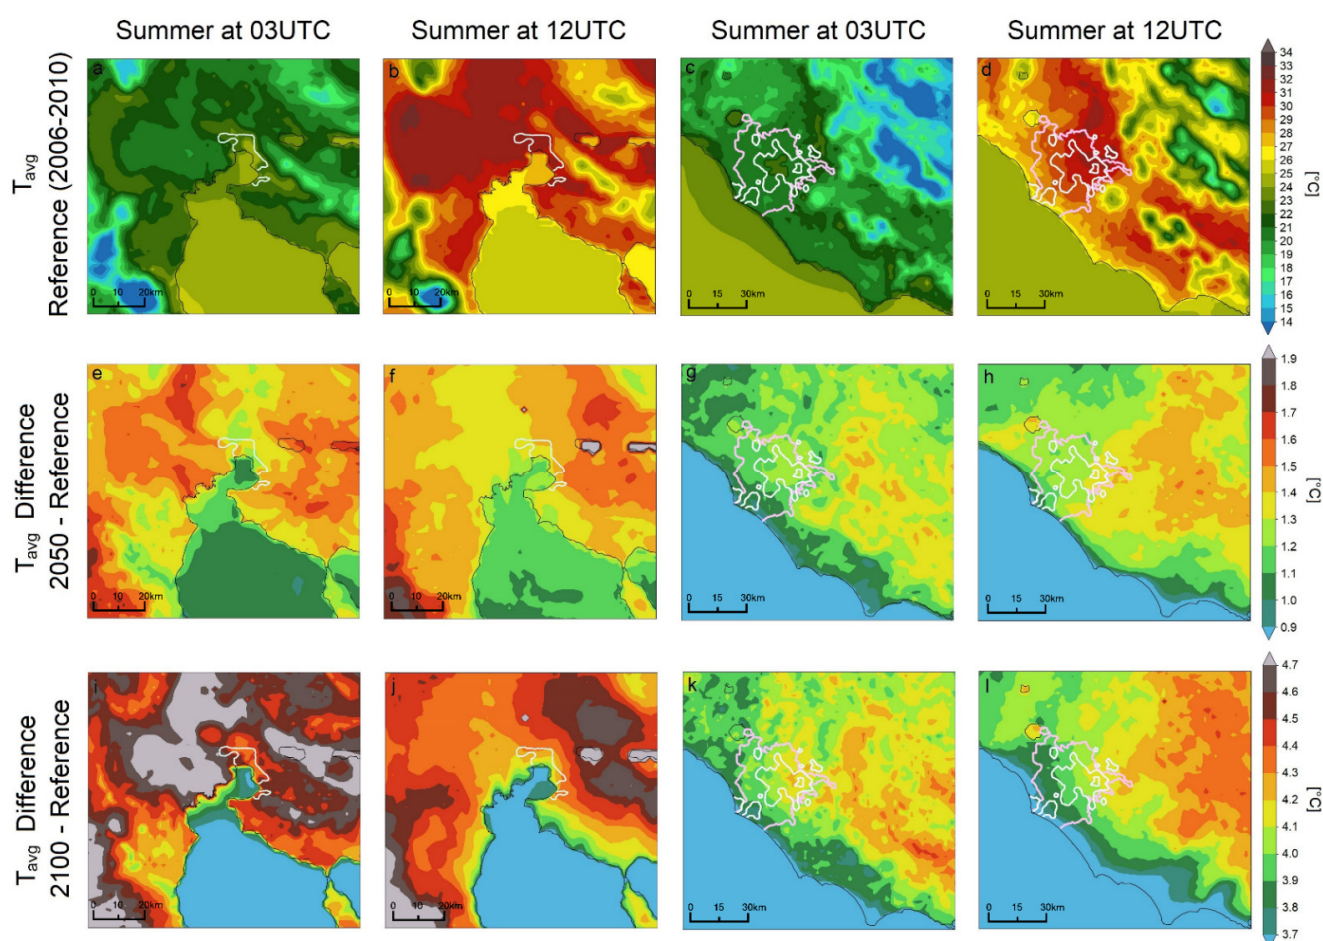 Summer at 03UTC Summer at 12UTC Summer at 03UTC Summer at 12UTC
Tavg
Reference (2006-2010)
a b c d
0 10 20km 0 10 20km 0 15 30km 0 15 30km
34
33
32
31
30
29
28
27
26
25
24
23
22
21
20
19
18
17
16
15
14
[°C]
Tavg Difference
2050 - Reference
e f g h
0 10 20km 0 10 20km 0 15 30km 0 15 30km
1.9
1.8
1.7
1.6
1.5
1.4
1.3
1.2
1.1
1.0
0.9
[°C]
Tavg Difference
2100 - Reference
i j k l
0 10 20km 0 10 20km 0 15 30km 0 15 30km
4.7
4.6
4.5
4.4
4.3
4.2
4.1
4.0
3.9
3.8
3.7
[°C]